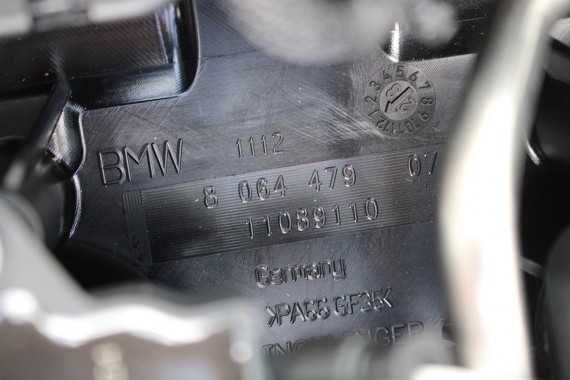 BMW 1112
8 064 479 07
11089110
Germany
>PA66 GF35<